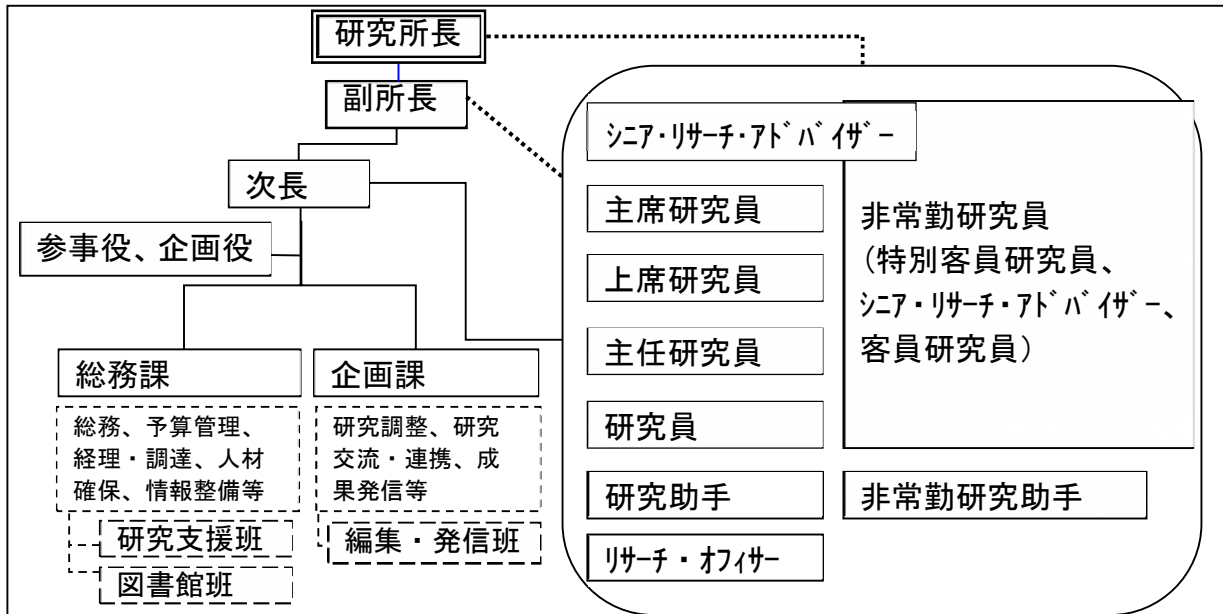 研究所長
副所長
次長
参事役、企画役
総務課
企画課
総務、予算管理、
経理・調達、人材
確保、情報整備等
研究調整、研究
交流・連携、成
果発信等
研究支援班
図書館班
編集・発信班
ｼﾆｱ・ﾘｻｰﾁ・ｱﾄﾞﾊﾞｲｻﾞｰ
主席研究員
上席研究員
主任研究員
研究員
研究助手
ﾘｻｰﾁ・ｵﾌｨｻｰ
非常勤研究員
（特別客員研究員、
ｼﾆｱ・ﾘｻｰﾁ・ｱﾄﾞﾊﾞｲｻﾞｰ、
客員研究員）
非常勤研究助手